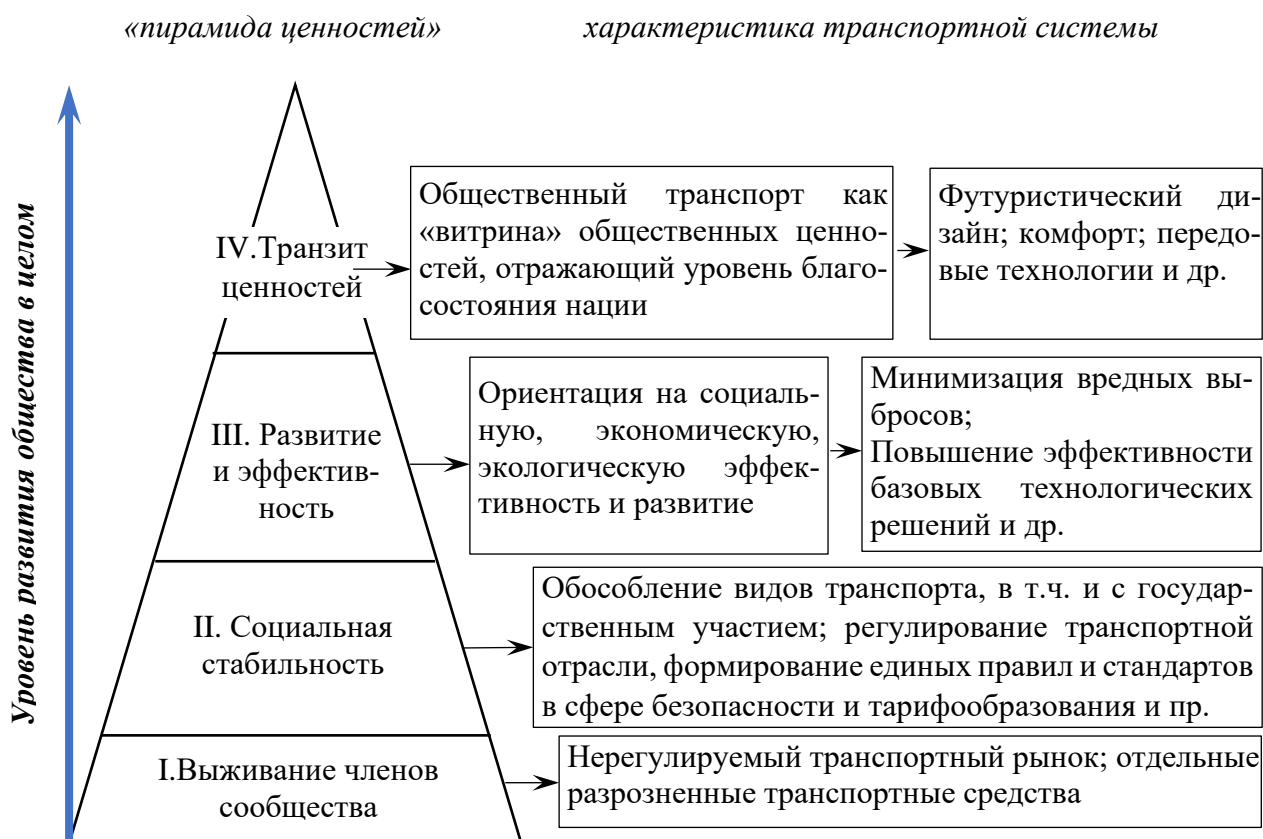 «пирамида ценностей»
характеристика транспортной системы
Уровень развития общества в целом
IV.Транзит
ценностей
Общественный транспорт как
«витрина» общественных ценно-
стей, отражающий уровень благо-
состояния нации
Футуристический ди-
зайн; комфорт; передо-
вые технологии и др.
III. Развитие
и эффектив-
ность
Ориентация на социаль-
ную, экономическую,
экологическую эффек-
тивность и развитие
Минимизация вредных вы-
бросов;
Повышение эффективности
базовых технологических
решений и др.
II. Социальная
стабильность
Обособление видов транспорта, в т.ч. и с государ-
ственным участием; регулирование транспортной
отрасли, формирование единых правил и стандартов
в сфере безопасности и тарифообразования и пр.
I.Выживание членов
сообщества
Нерегулируемый транспортный рынок; отдельные
разрозненные транспортные средства